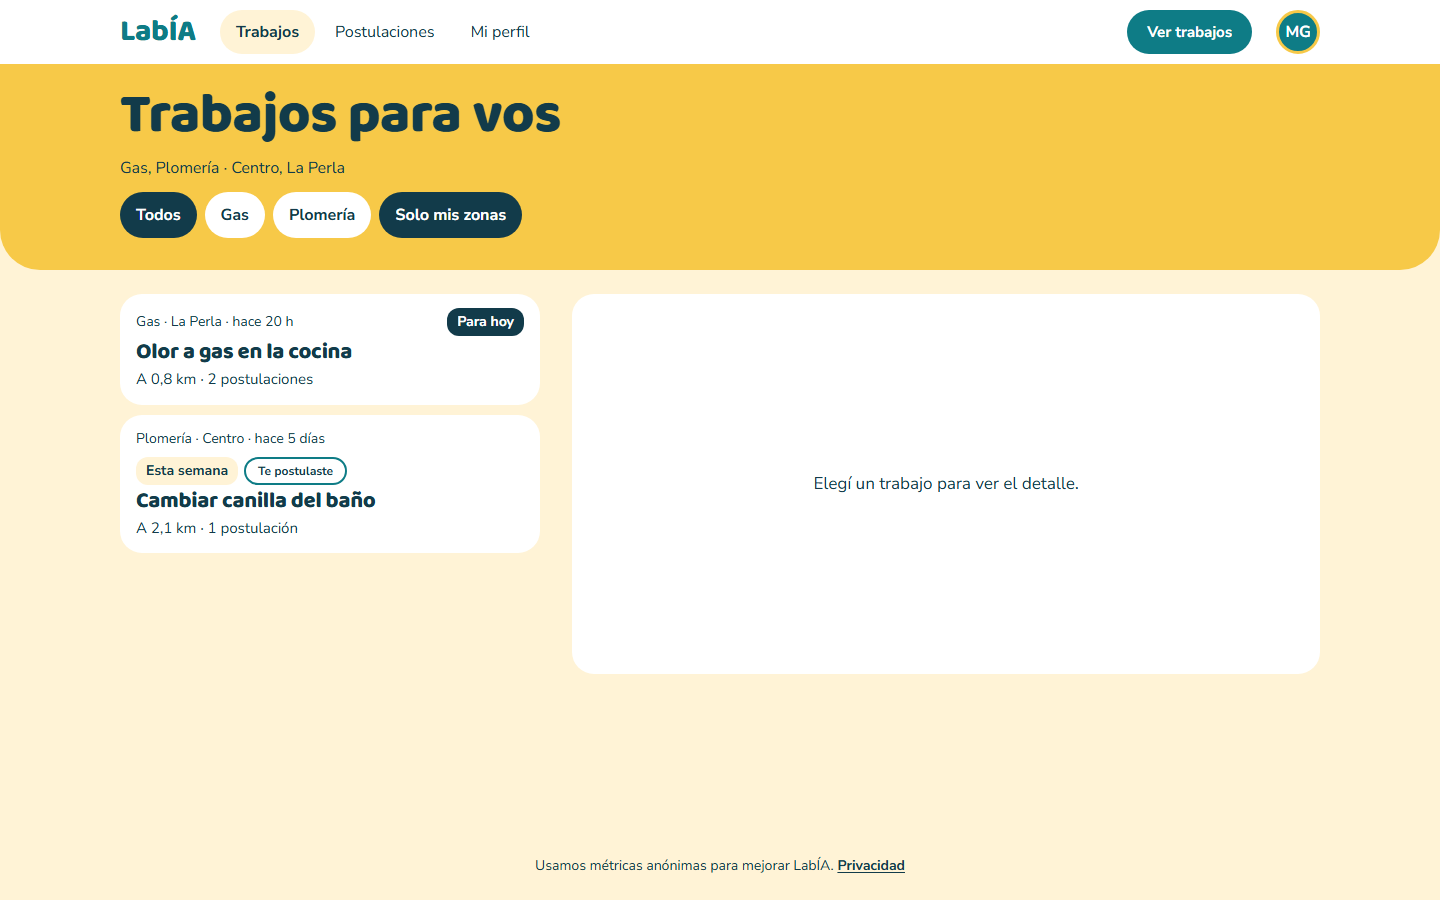 LabÍA
Trabajos
Postulaciones
Mi perfil
Ver trabajos
MG
Trabajos para vos
Gas, Plomería · Centro, La Perla
Todos
Gas
Plomería
Solo mis zonas
Gas · La Perla · hace 20 h
Para hoy
Olor a gas en la cocina
A 0,8 km · 2 postulaciones
Plomería · Centro · hace 5 días
Esta semana
Te postulaste
Cambiar canilla del baño
A 2,1 km · 1 postulación
Elegí un trabajo para ver el detalle.
Usamos métricas anónimas para mejorar LabÍA. Privacidad